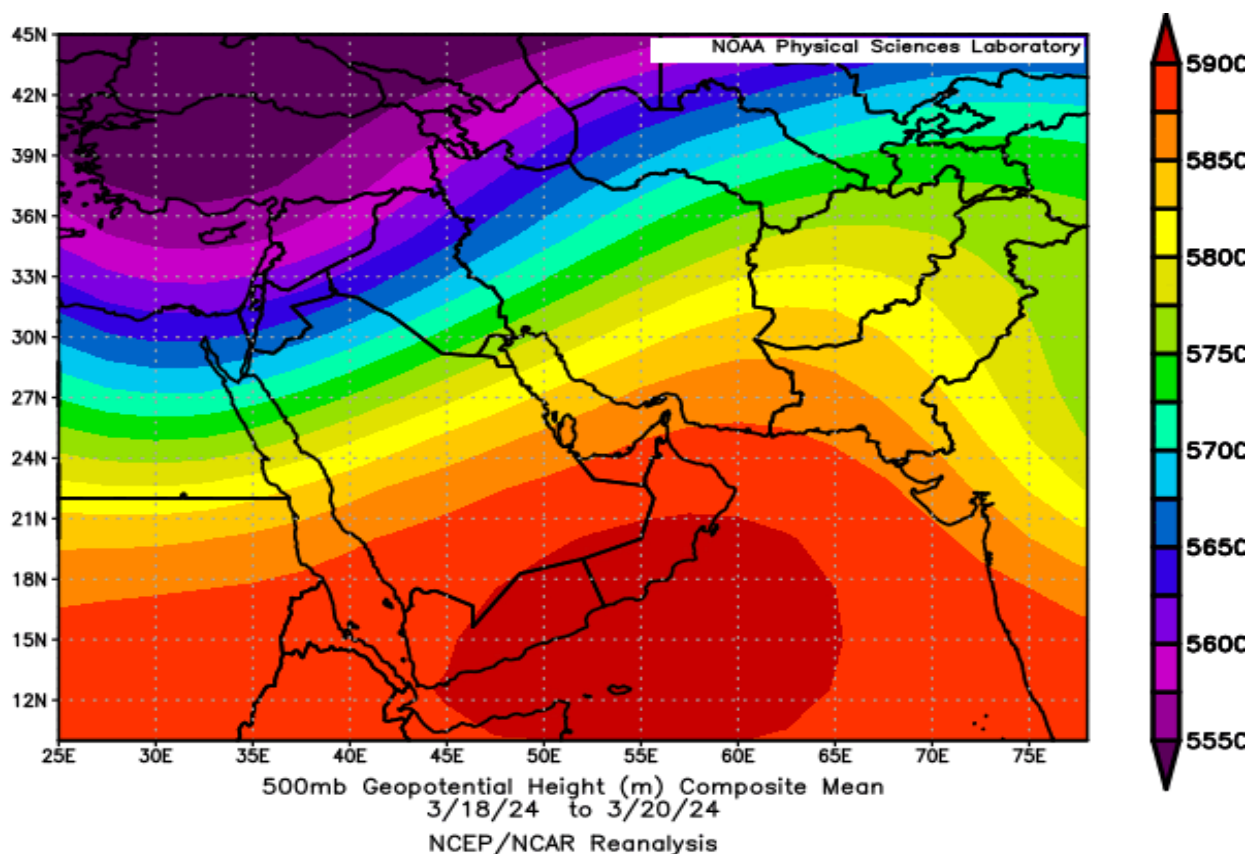 NOAA Physical Sciences Laboratory
45N
42N
39N
36N
33N
30N
27N
24N
21N
18N
15N
12N
25E 30E 35E 40E 45E 50E 55E 60E 65E 70E 75E
5900
5850
5800
5750
5700
5650
5600
5550
500mb Geopotential Height (m) Composite Mean
3/18/24 to 3/20/24
NCEP/NCAR Reanalysis